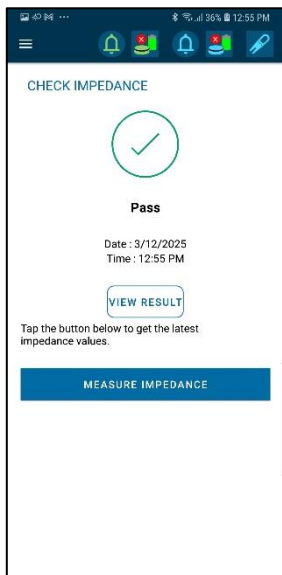 36% 12:55 PM
CHECK IMPEDANCE
Pass
Date : 3/12/2025
Time : 12:55 PM
VIEW RESULT
Tap the button below to get the latest
impedance values.
MEASURE IMPEDANCE